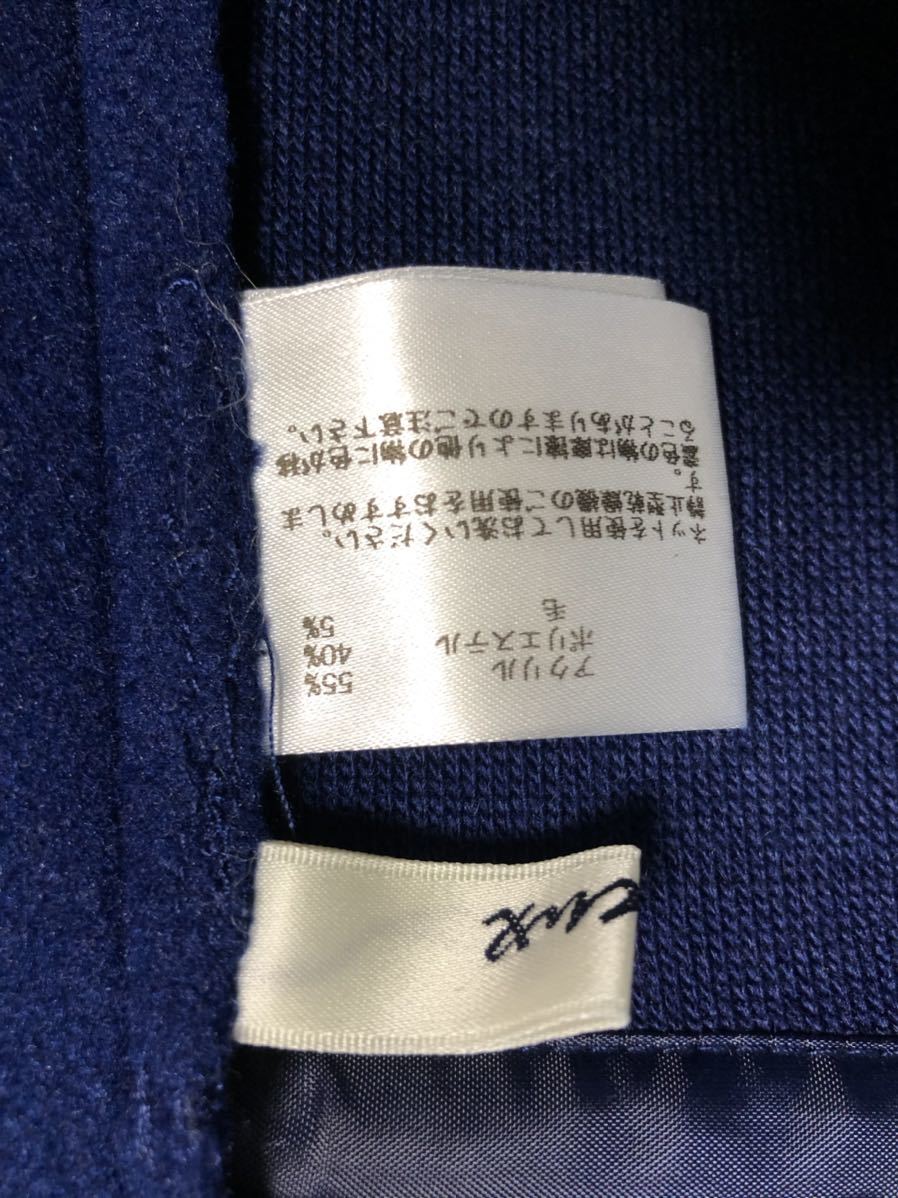 アクリル 55%
ポリエステル 40%
毛 5%
ネットを使用してお洗いください。
静止型乾燥機のご使用をおすすめしま
す。
濃色の物は摩擦により他の物に色が移
ることがありますのでご注意下さい。